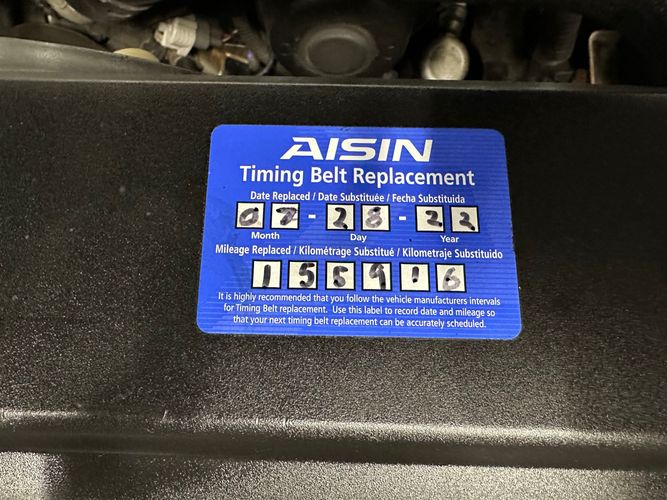 AISIN
Timing Belt Replacement
Date Replaced / Date Substituée / Fecha Substituida
07 - 28 - 22
Month Day Year
Mileage Replaced / Kilométrage Substitué / Kilometraje Substituido
155916
It is highly recommended that you follow the vehicle manufacturers intervals
for Timing Belt replacement. Use this label to record date and mileage so
that your next timing belt replacement can be accurately scheduled.